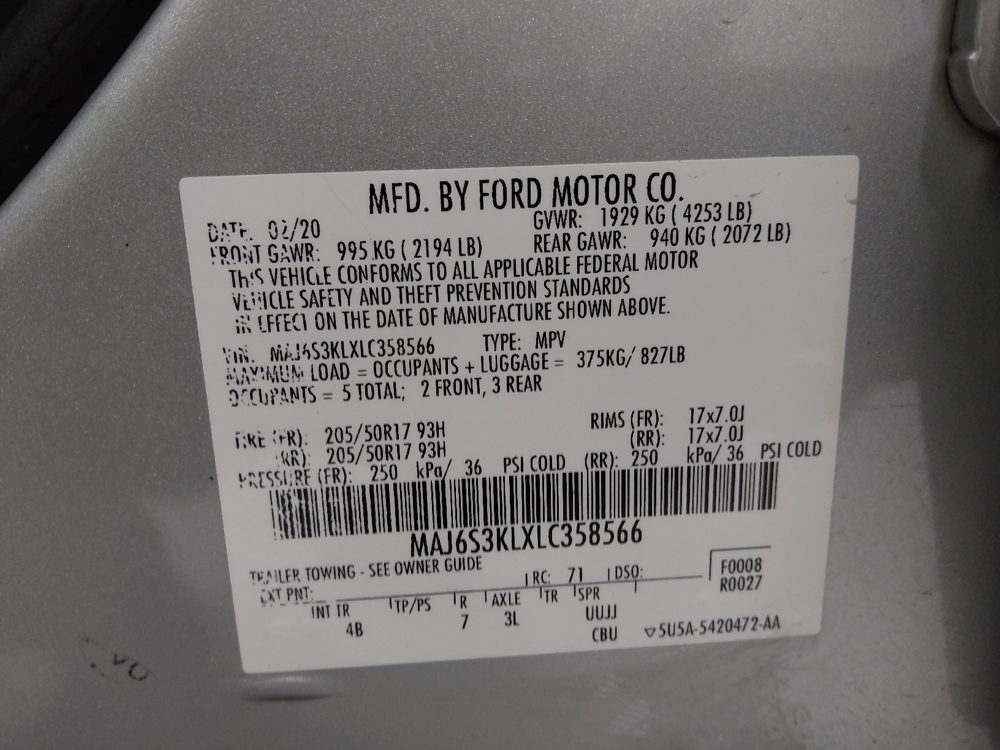 MFD. BY FORD MOTOR CO.
DATE: 02/20 GVWR: 1929 KG ( 4253 LB)
FRONT GAWR: 995 KG ( 2194 LB) REAR GAWR: 940 KG ( 2072 LB)
THIS VEHICLE CONFORMS TO ALL APPLICABLE FEDERAL MOTOR
VEHICLE SAFETY AND THEFT PREVENTION STANDARDS
IN EFFECT ON THE DATE OF MANUFACTURE SHOWN ABOVE.
VIN: MAJ6S3KLXLC358566 TYPE: MPV
MAXIMUM LOAD = OCCUPANTS + LUGGAGE = 375KG/ 827LB
OCCUPANTS = 5 TOTAL; 2 FRONT, 3 REAR
TIRE (FR): 205/50R17 93H RIMS (FR): 17x7.0J
(RR): 205/50R17 93H (RR): 17x7.0J
PRESSURE (FR): 250 kPa/ 36 PSI COLD (RR): 250 kPa/ 36 PSI COLD
MAJ6S3KLXLC358566
TRAILER TOWING - SEE OWNER GUIDE
EXT PNT: RC: 71 DSO: F0008
R0027
INT TR TP/PS R AXLE TR SPR
4B 7 3L UUJJ
CBU ▽5U5A-5420472-AA